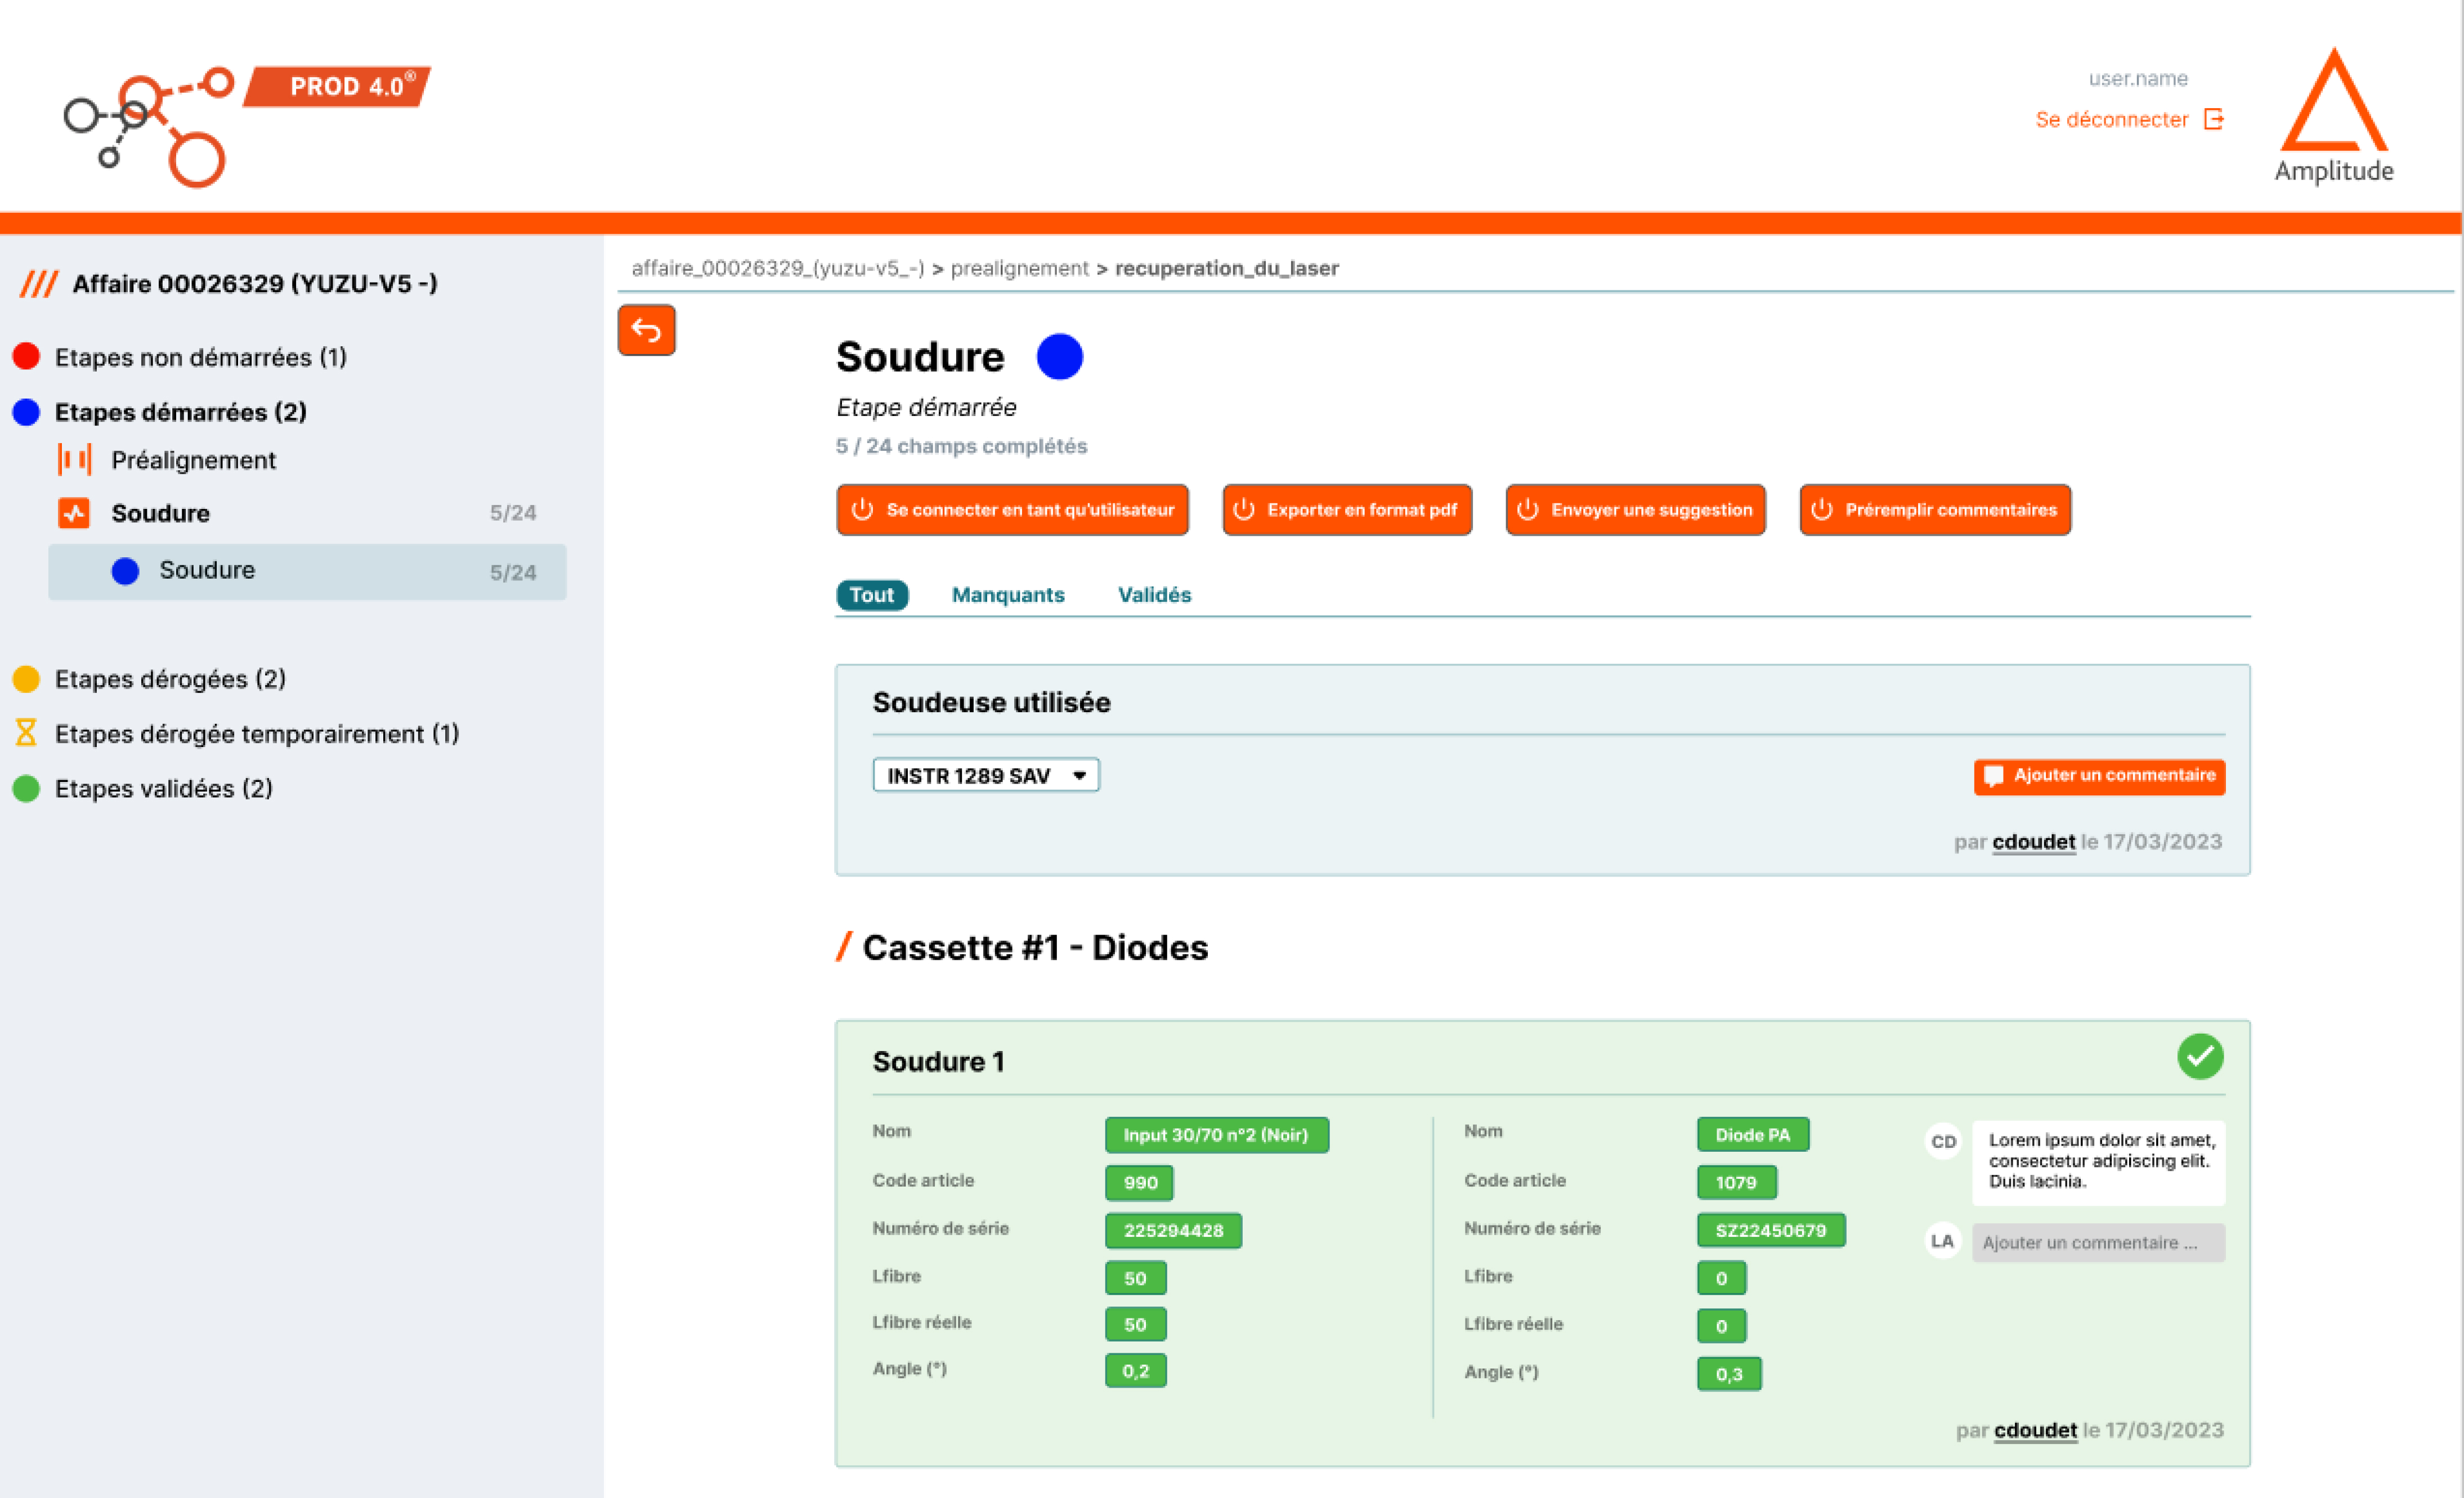 PROD 4.0®
user.name
Se déconnecter
Amplitude
/// Affaire 00026329 (YUZU-V5 -)
Etapes non démarrées (1)
Etapes démarrées (2)
Préalignement
Soudure 5/24
Soudure 5/24
Etapes dérogées (2)
Etapes dérogée temporairement (1)
Etapes validées (2)
affaire_00026329_(yuzu-v5_-) > prealignement > recuperation_du_laser
Soudure
Etape démarrée
5 / 24 champs complétés
Se connecter en tant qu'utilisateur Exporter en format pdf Envoyer une suggestion Préremplir commentaires
Tout Manquants Validés
Soudeuse utilisée
INSTR 1289 SAV
Ajouter un commentaire
par cdoudet le 17/03/2023
/ Cassette #1 - Diodes
Soudure 1
Nom Input 30/70 n°2 (Noir)
Code article 990
Numéro de série 225294428
Lfibre 50
Lfibre réelle 50
Angle (°) 0,2
Nom Diode PA
Code article 1079
Numéro de série SZ22450679
Lfibre 0
Lfibre réelle 0
Angle (°) 0,3
CD Lorem ipsum dolor sit amet,
consectetur adipiscing elit.
Duis lacinia.
LA Ajouter un commentaire ...
par cdoudet le 17/03/2023